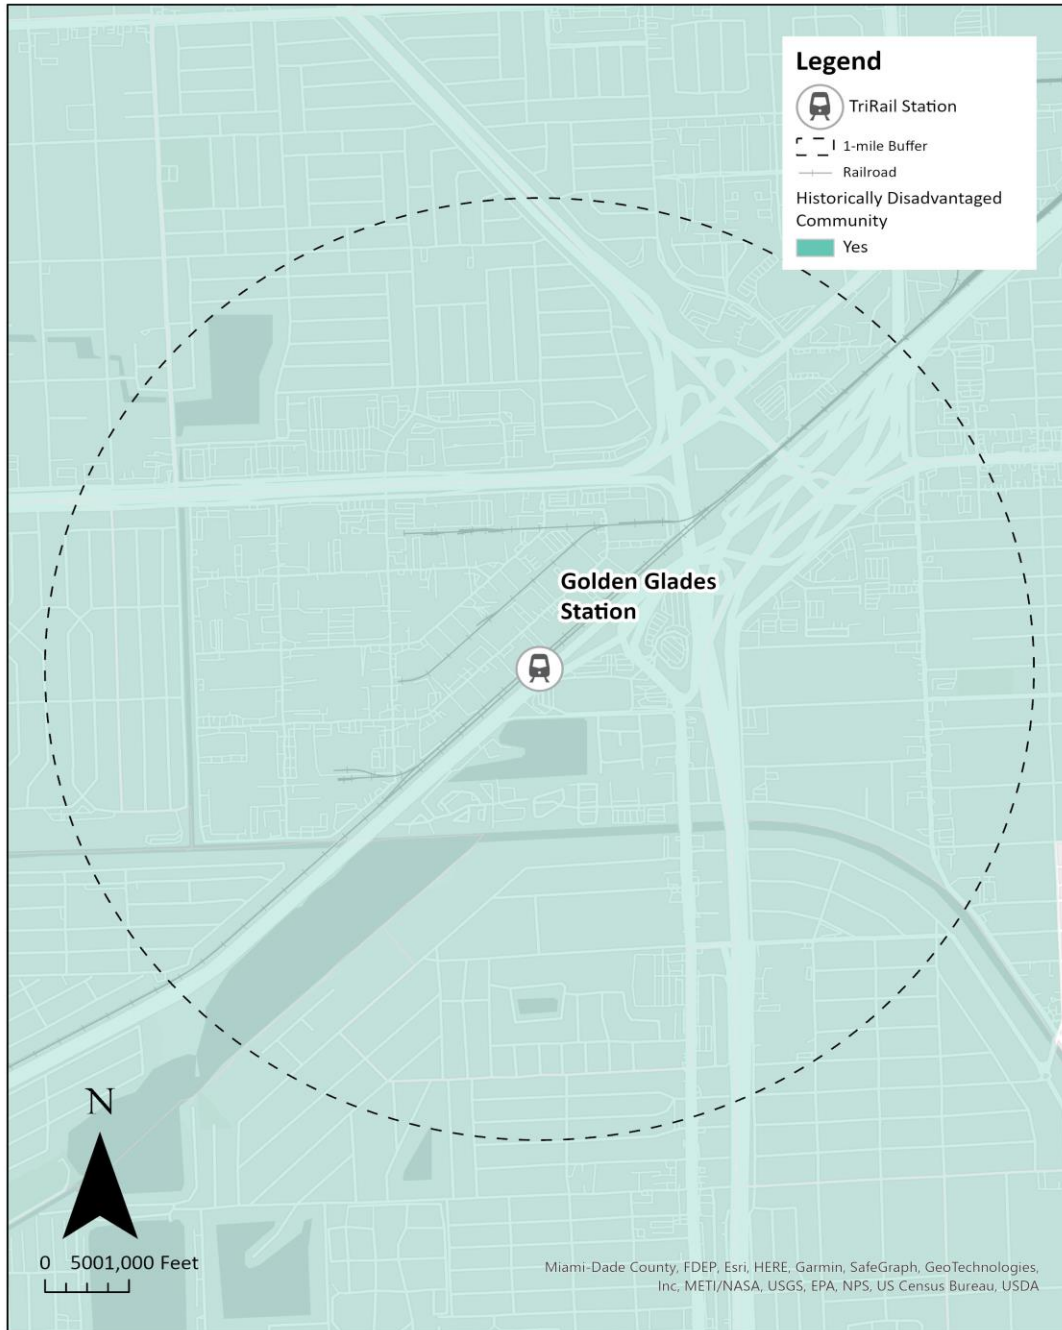 Legend
TriRail Station
1-mile Buffer
Railroad
Historically Disadvantaged
Community
Yes
Golden Glades
Station
N
0 5001,000 Feet
Miami-Dade County, FDEP, Esri, HERE, Garmin, SafeGraph, GeoTechnologies,
Inc, METI/NASA, USGS, EPA, NPS, US Census Bureau, USDA